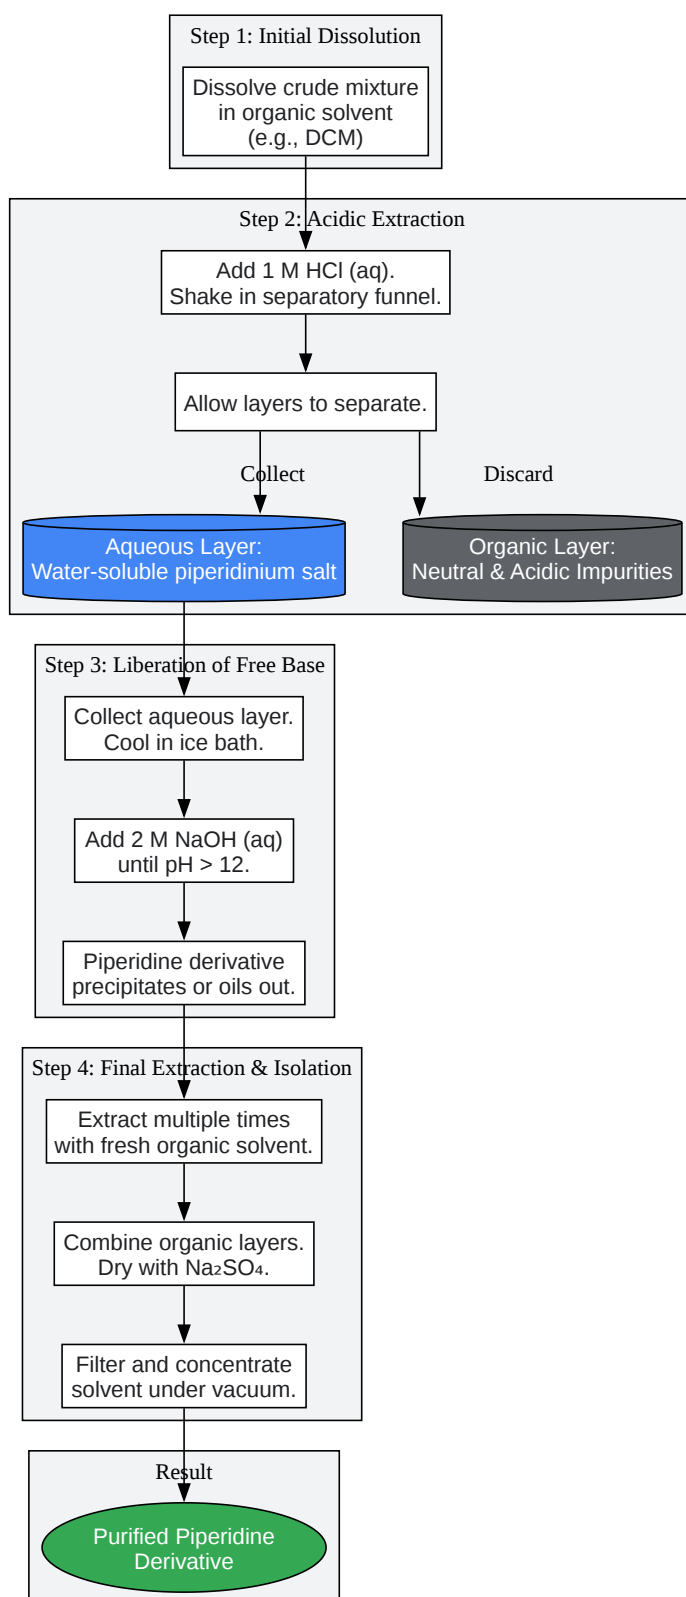 Step 1: Initial Dissolution
Dissolve crude mixture
in organic solvent
(e.g., DCM)
Step 2: Acidic Extraction
Add 1 M HCl (aq).
Shake in separatory funnel.
Allow layers to separate.
Collect
Discard
Aqueous Layer:
Water-soluble piperidinium salt
Organic Layer:
Neutral & Acidic Impurities
Step 3: Liberation of Free Base
Collect aqueous layer.
Cool in ice bath.
Add 2 M NaOH (aq)
until pH > 12.
Piperidine derivative
precipitates or oils out.
Step 4: Final Extraction & Isolation
Extract multiple times
with fresh organic solvent.
Combine organic layers.
Dry with Na₂SO₄.
Filter and concentrate
solvent under vacuum.
Result
Purified Piperidine
Derivative